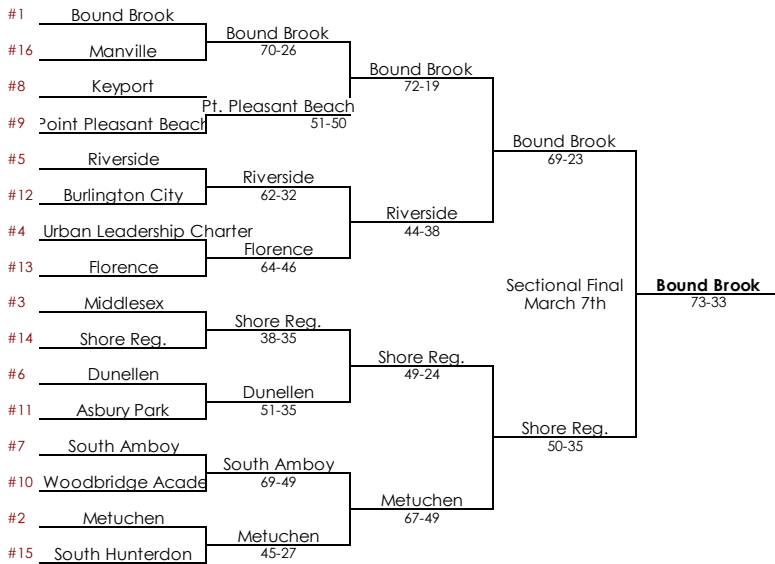 #1 Bound Brook
Bound Brook
#16 Manville
70-26
Bound Brook
#8 Keyport
72-19
Pt. Pleasant Beach
#9 Point Pleasant Beach
51-50
Bound Brook
#5 Riverside
69-23
Riverside
#12 Burlington City
62-32
Riverside
#4 Urban Leadership Charter
44-38
Florence
#13 Florence
64-46
Sectional Final
March 7th
Bound Brook
73-33
#3 Middlesex
Shore Reg.
#14 Shore Reg.
38-35
Shore Reg.
#6 Dunellen
49-24
Dunellen
#11 Asbury Park
51-35
Shore Reg.
#7 South Amboy
50-35
South Amboy
#10 Woodbridge Acade
69-49
Metuchen
#2 Metuchen
67-49
Metuchen
#15 South Hunterdon
45-27